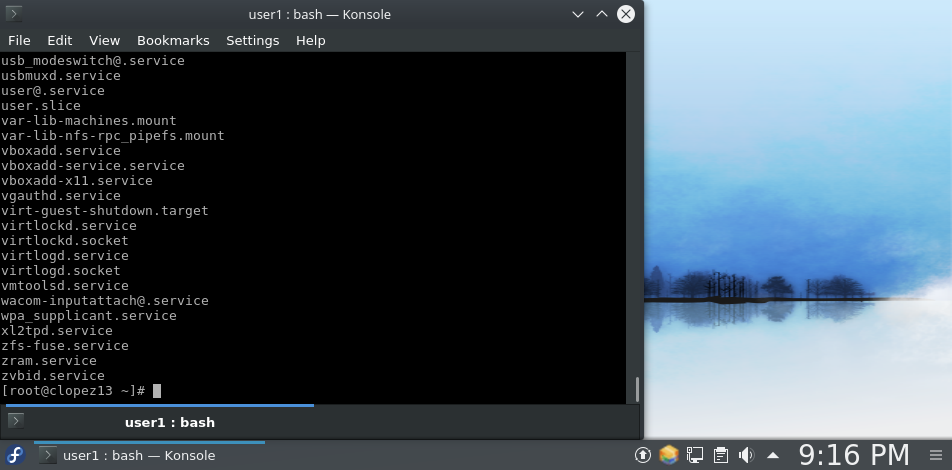 user1 : bash — Konsole
File Edit View Bookmarks Settings Help
usb_modeswitch@.service
usbmuxd.service
user@.service
user.slice
var-lib-machines.mount
var-lib-nfs-rpc_pipefs.mount
vboxadd.service
vboxadd-service.service
vboxadd-x11.service
vgauthd.service
virt-guest-shutdown.target
virtlockd.service
virtlockd.socket
virtlogd.service
virtlogd.socket
vmtoolsd.service
wacom-inputattach@.service
wpa_supplicant.service
xl2tpd.service
zfs-fuse.service
zram.service
zvbid.service
[root@clopez13 ~]#
user1 : bash
user1 : bash — Konsole
9:16 PM